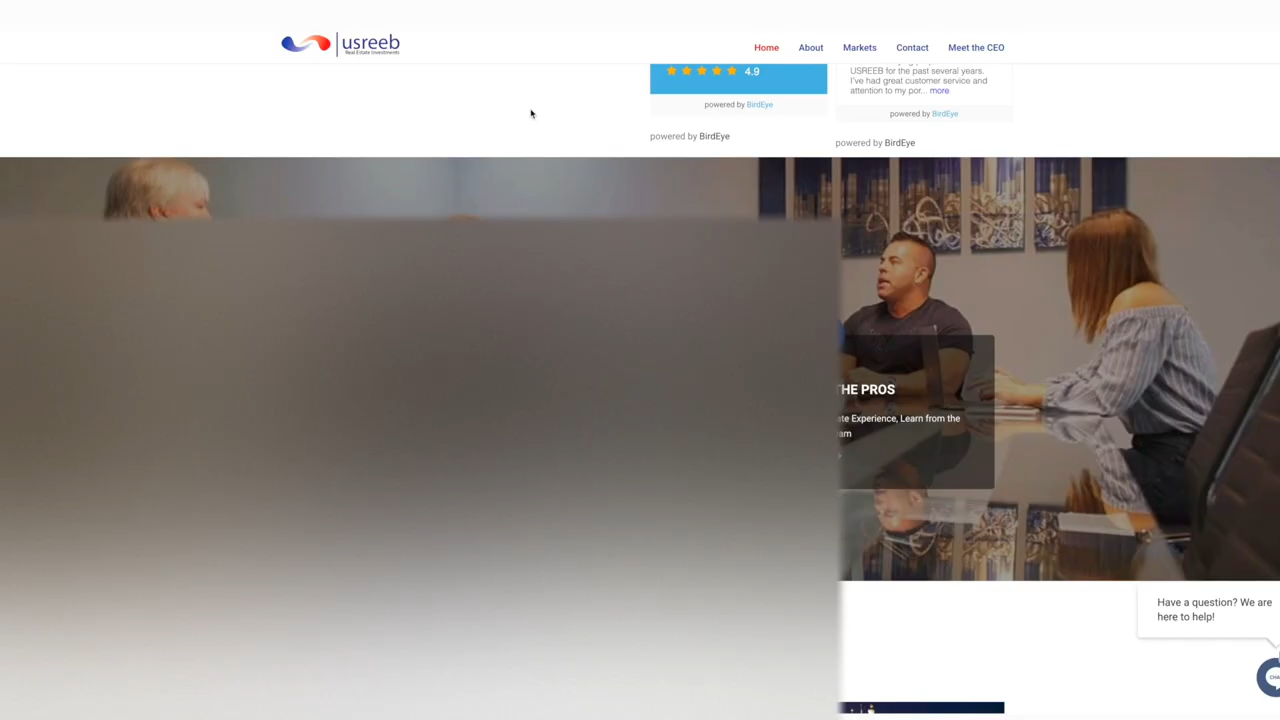 usreeb
Real Estate Investments
Home
About
Markets
Contact
Meet the CEO
4.9
powered by BirdEye
powered by BirdEye
USREEB for the past several years.
I've had great customer service and
attention to my por... more
powered by BirdEye
powered by BirdEye
THE PROS
Experience, Learn from the
Have a question? We are
here to help!